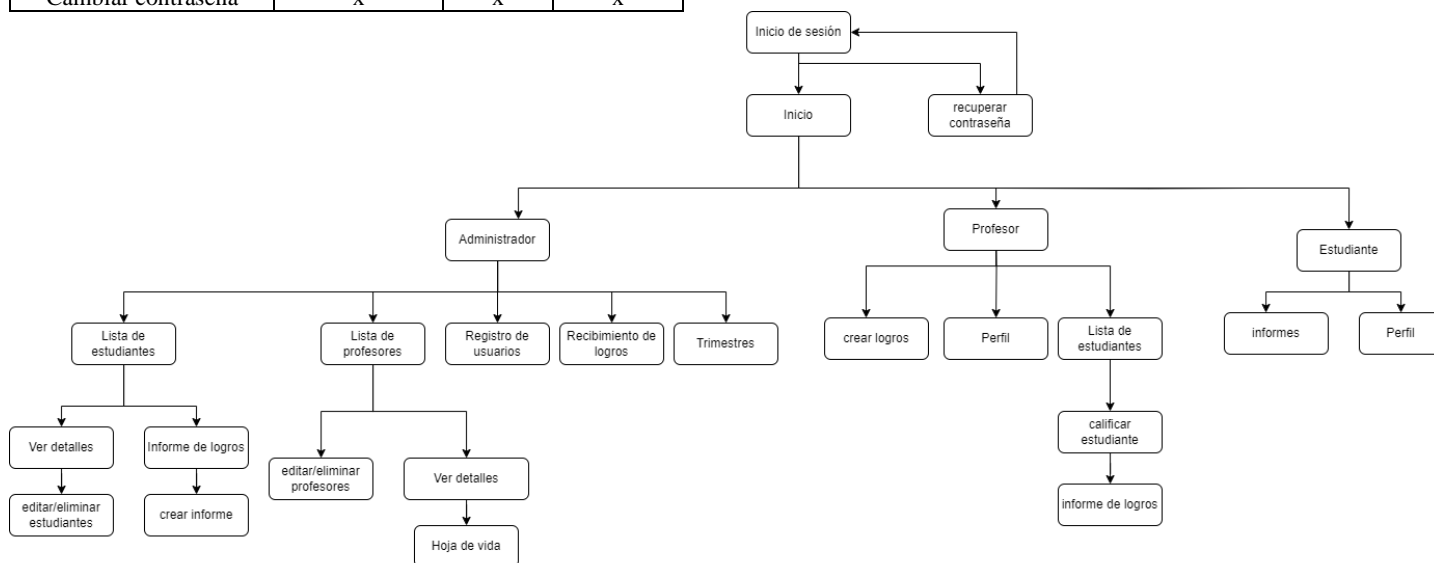 Cambiar contraseña x x x
Inicio de sesión
Inicio
recuperar
contraseña
Administrador
Profesor
Estudiante
Lista de
estudiantes
Lista de
profesores
Registro de
usuarios
Recibimiento de
logros
Trimestres
crear logros
Perfil
Lista de
estudiantes
informes
Perfil
Ver detalles
Informe de logros
editar/eliminar
profesores
Ver detalles
calificar
estudiante
editar/eliminar
estudiantes
crear informe
informe de logros
Hoja de vida